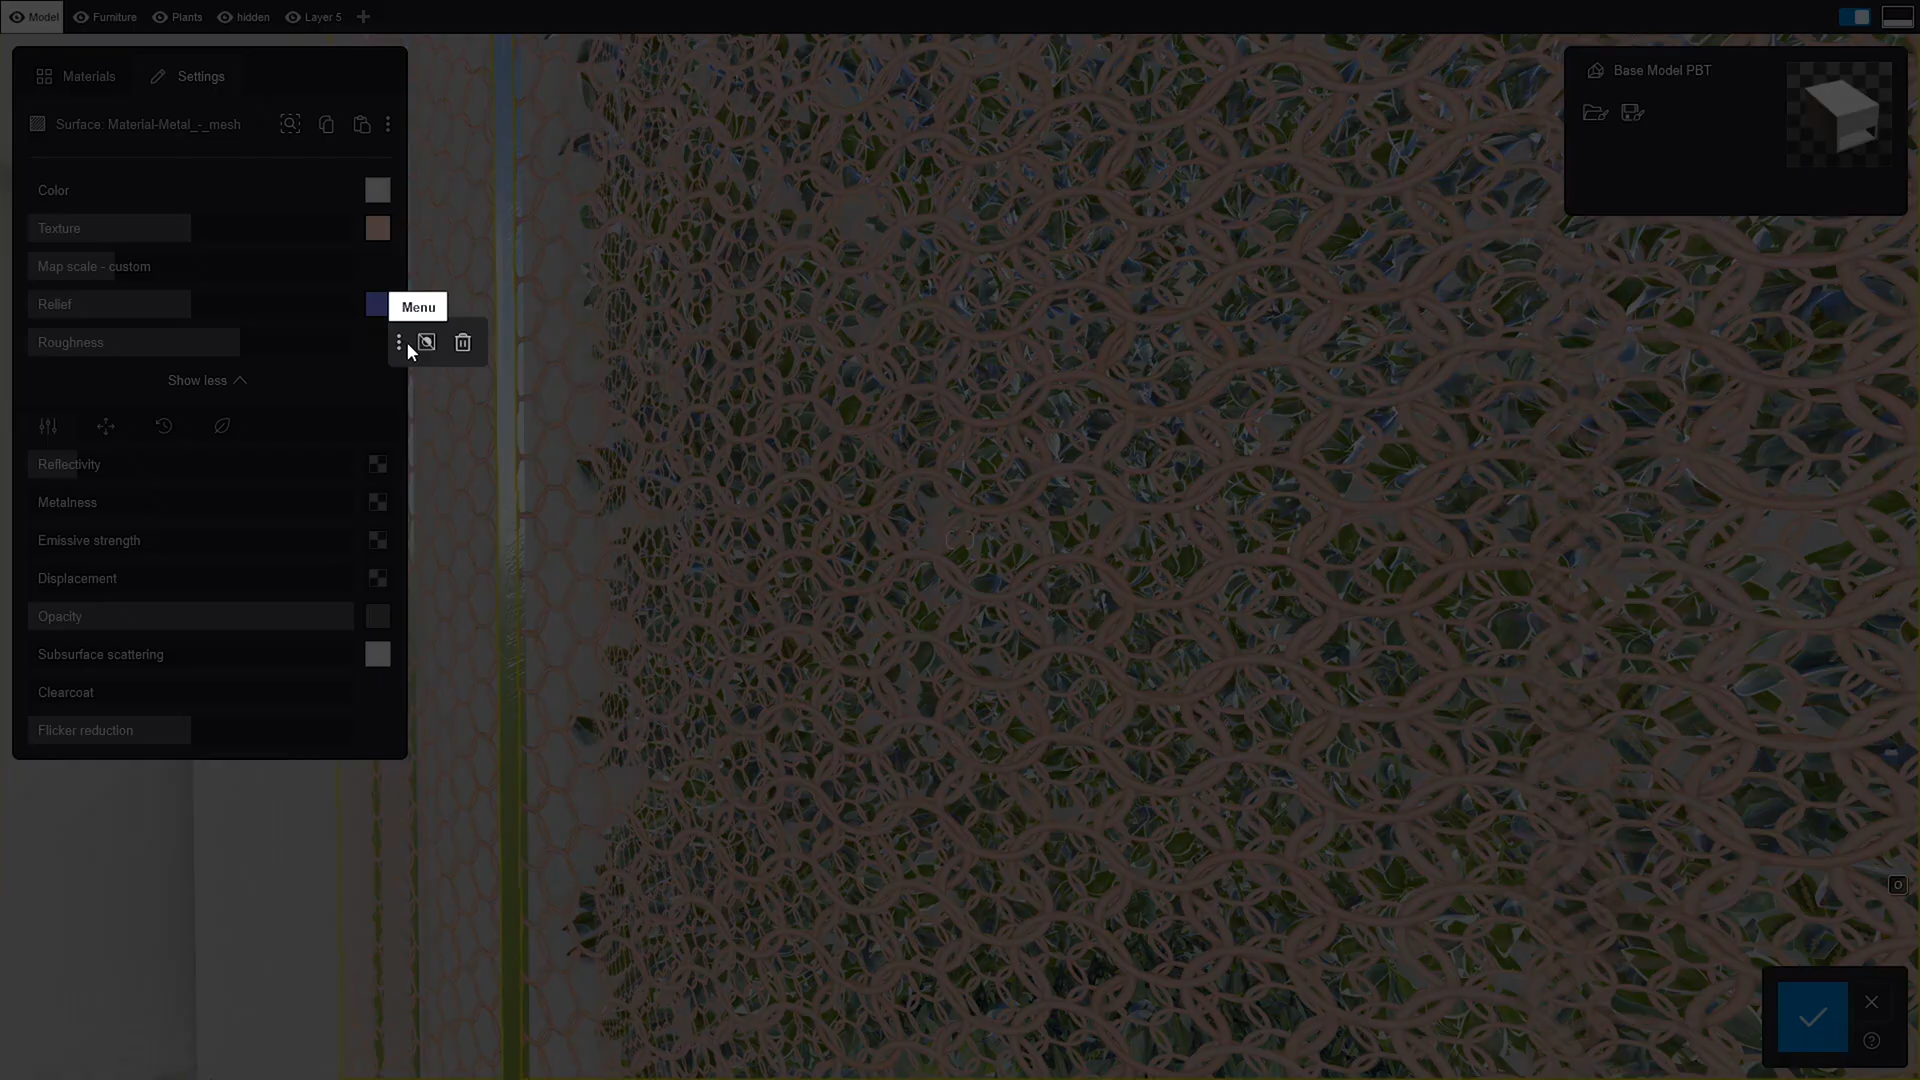 Model
Furniture
Plants
hidden
Layer 5
Materials
Settings
Base Model PBT
Surface: Material-Metal_-_mesh
Color
Texture
Map scale - custom
Relief
Menu
Roughness
Show less
Reflectivity
Metalness
Emissive strength
Displacement
Opacity
Subsurface scattering
Clearcoat
Flicker reduction
O